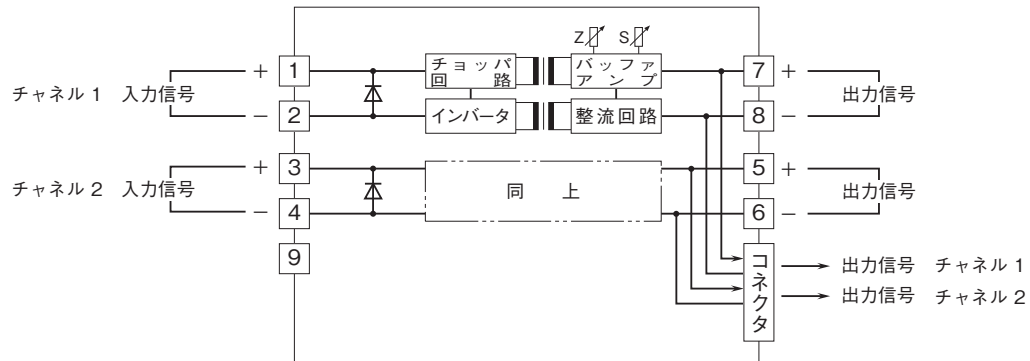 Z S
+ 1 チョッパ回路 バッファアンプ 7 +
チャネル 1 入力信号 出力信号
− 2 インバータ 整流回路 8 −
+ 3 5 +
チャネル 2 入力信号 同上 出力信号
− 4 6 −
9
コネクタ
出力信号 チャネル 1
出力信号 チャネル 2